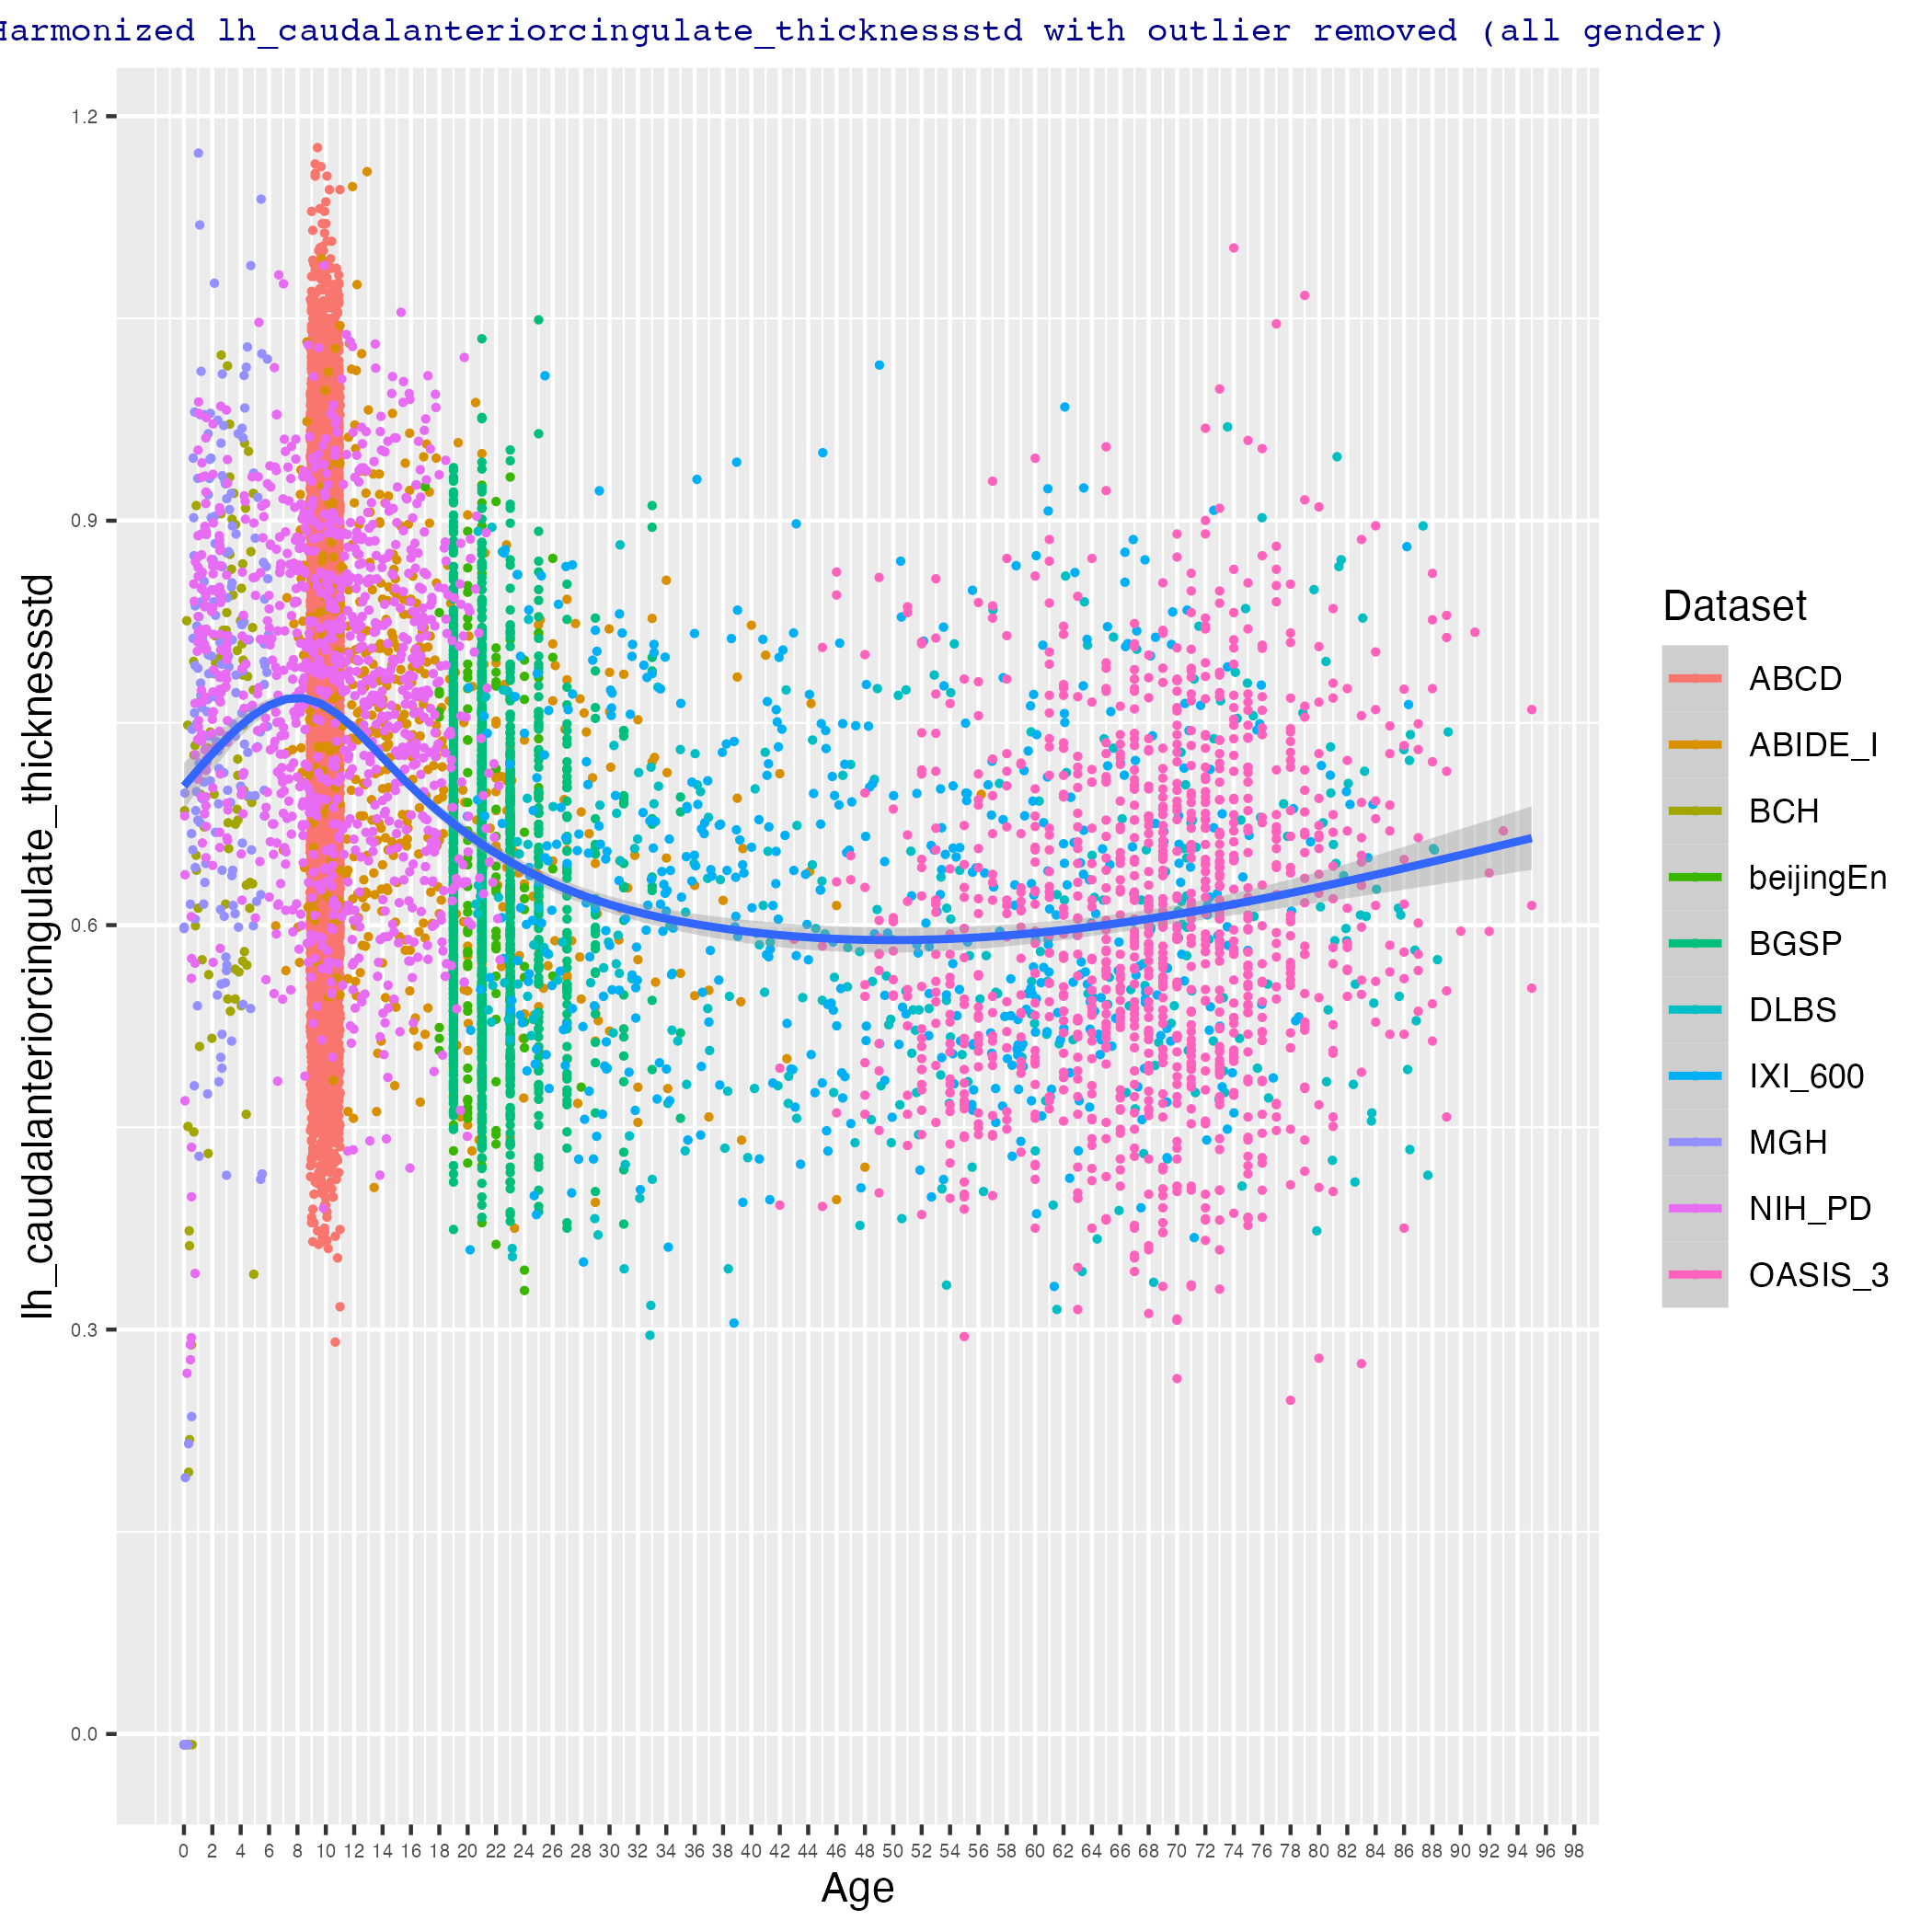 Harmonized lh_caudalanteriorcingulate_thicknessstd with outlier removed (all gender)
lh_caudalanteriorcingulate_thicknessstd
1.2
0.9
0.6
0.3
0.0
0 2 4 6 8 10 12 14 16 18 20 22 24 26 28 30 32 34 36 38 40 42 44 46 48 50 52 54 56 58 60 62 64 66 68 70 72 74 76 78 80 82 84 86 88 90 92 94 96 98
Age
Dataset
ABCD
ABIDE_I
BCH
beijingEn
BGSP
DLBS
IXI_600
MGH
NIH_PD
OASIS_3